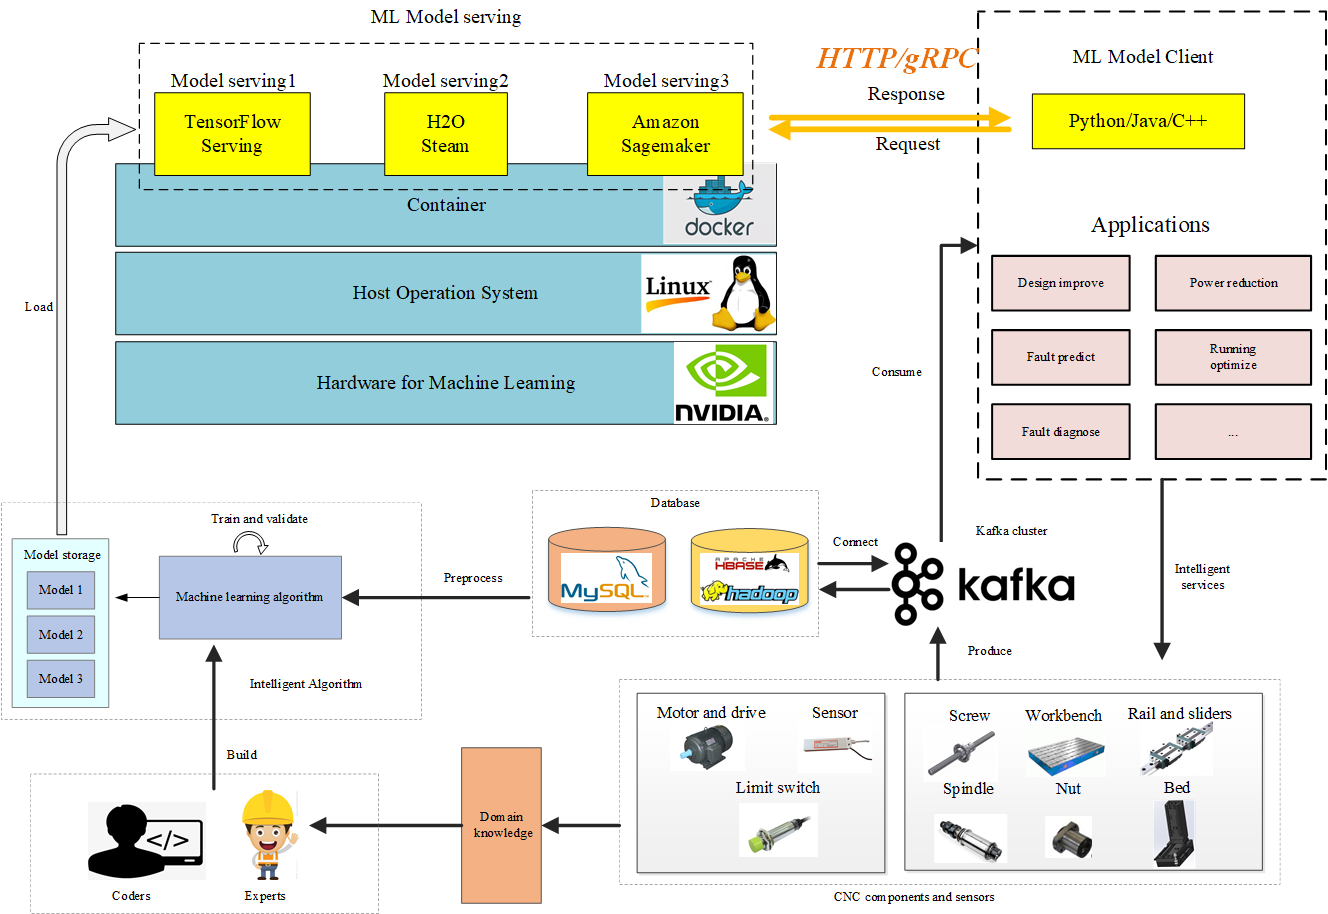 ML Model serving
Model serving1
Model serving2
Model serving3
TensorFlow
Serving
H2O
Steam
Amazon
Sagemaker
Container
docker
Host Operation System
Linux
Hardware for Machine Learning
NVIDIA.
HTTP/gRPC
Response
Request
ML Model Client
Python/Java/C++
Applications
Design improve
Power reduction
Fault predict
Running
optimize
Fault diagnose
...
Load
Consume
Train and validate
Model storage
Model 1
Model 2
Model 3
Machine learning algorithm
Intelligent Algorithm
Preprocess
Database
MySQL
APACHE
HBASE
hadoop
Connect
Kafka cluster
kafka
Intelligent
services
Produce
Build
Coders
</>
Experts
Domain
knowledge
Motor and drive
Sensor
Limit switch
Screw
Workbench
Rail and sliders
Spindle
Nut
Bed
CNC components and sensors